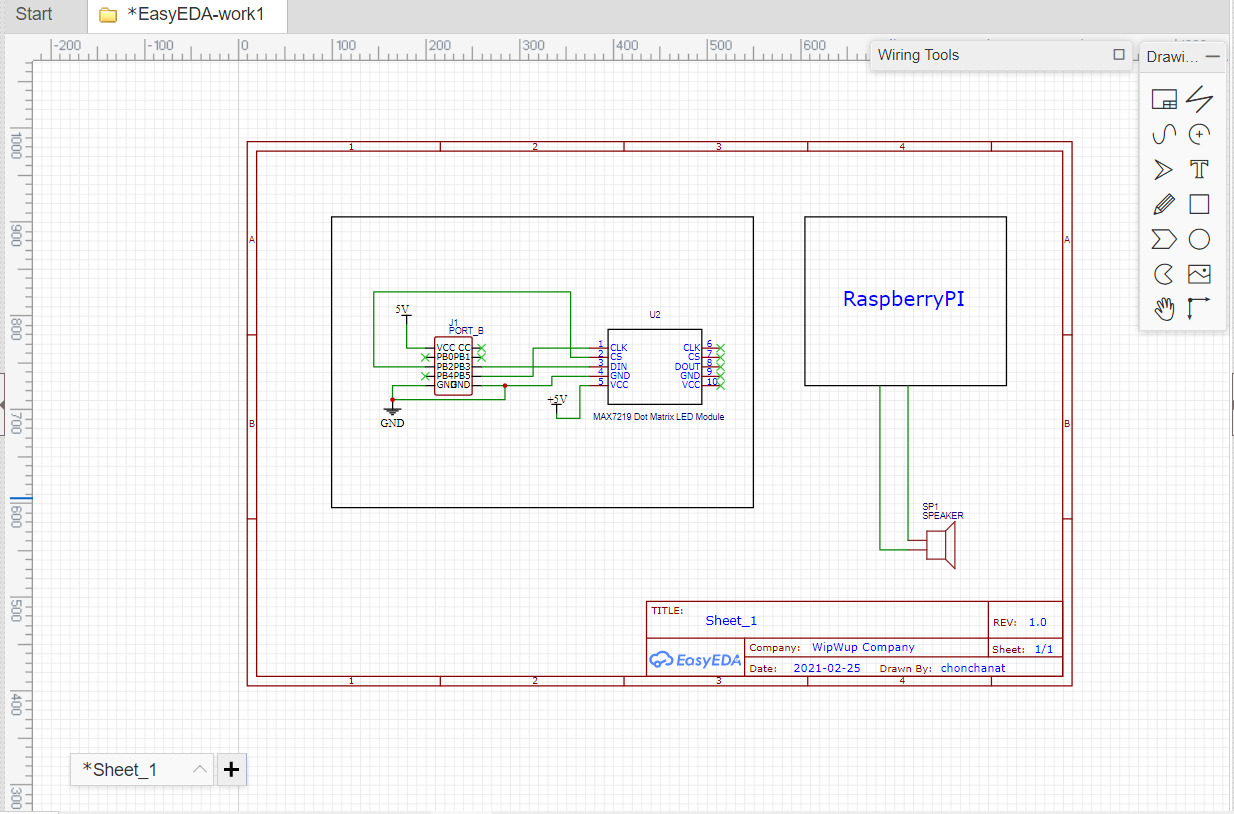 Start
*EasyEDA-work1
-200 -100 0 100 200 300 400 500 600
Wiring Tools
Drawi...
1000
900
800
700
600
500
400
300
1 2 3 4
A A
B B
RaspberryPI
5V
J1
PORT_B
VCC CC
PB0PB1
PB2PB3
PB4PB5
GND GND
GND
+5V
U2
1 CLK CLK 6
2 CS CS 7
3 DIN DOUT 8
4 GND GND 9
5 VCC VCC 10
MAX7219 Dot Matrix LED Module
SP1
SPEAKER
TITLE:
Sheet_1
REV: 1.0
EasyEDA
Company: WipWup Company
Sheet: 1/1
Date: 2021-02-25 Drawn By: chonchanat
1 2 3 4
*Sheet_1